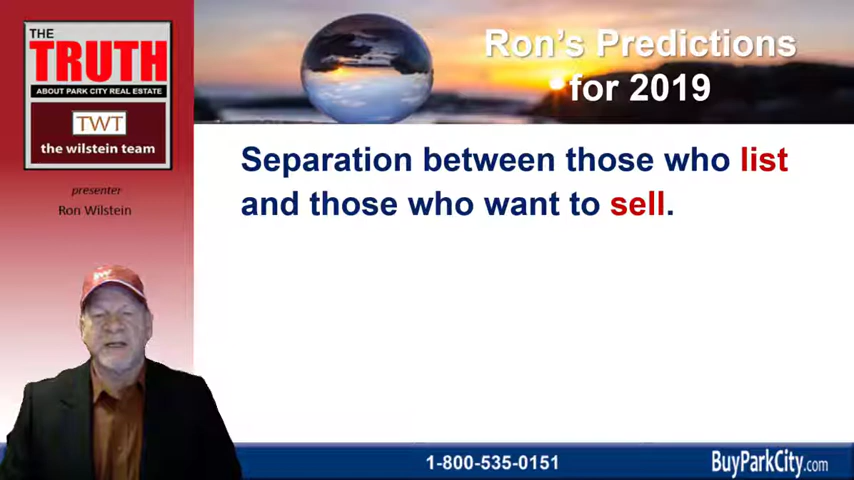 THE
TRUTH
ABOUT PARK CITY REAL ESTATE
TWT
the wilstein team
presenter
Ron Wilstein
Ron's Predictions
for 2019
Separation between those who list
and those who want to sell.
1-800-535-0151
BuyParkCity.com